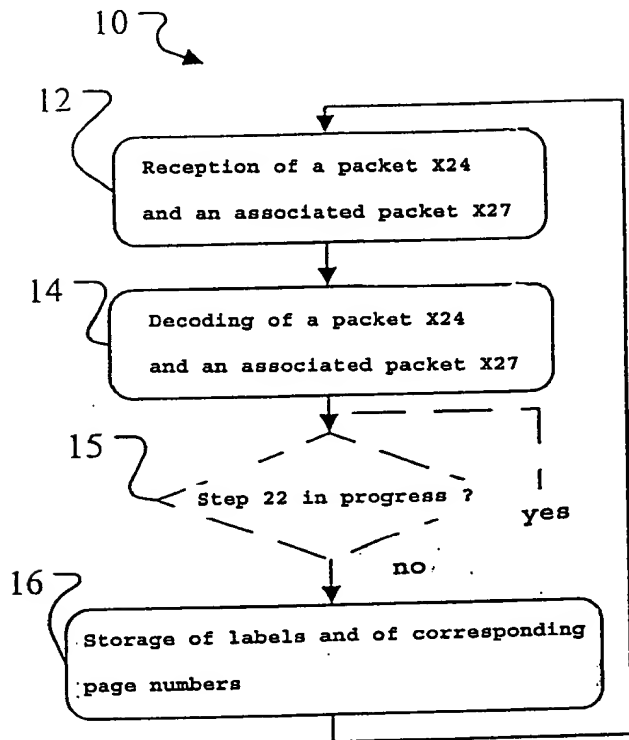 10
12
Reception of a packet X24
and an associated packet X27
14
Decoding of a packet X24
and an associated packet X27
15
Step 22 in progress ?
yes
no
16
Storage of labels and of corresponding
page numbers